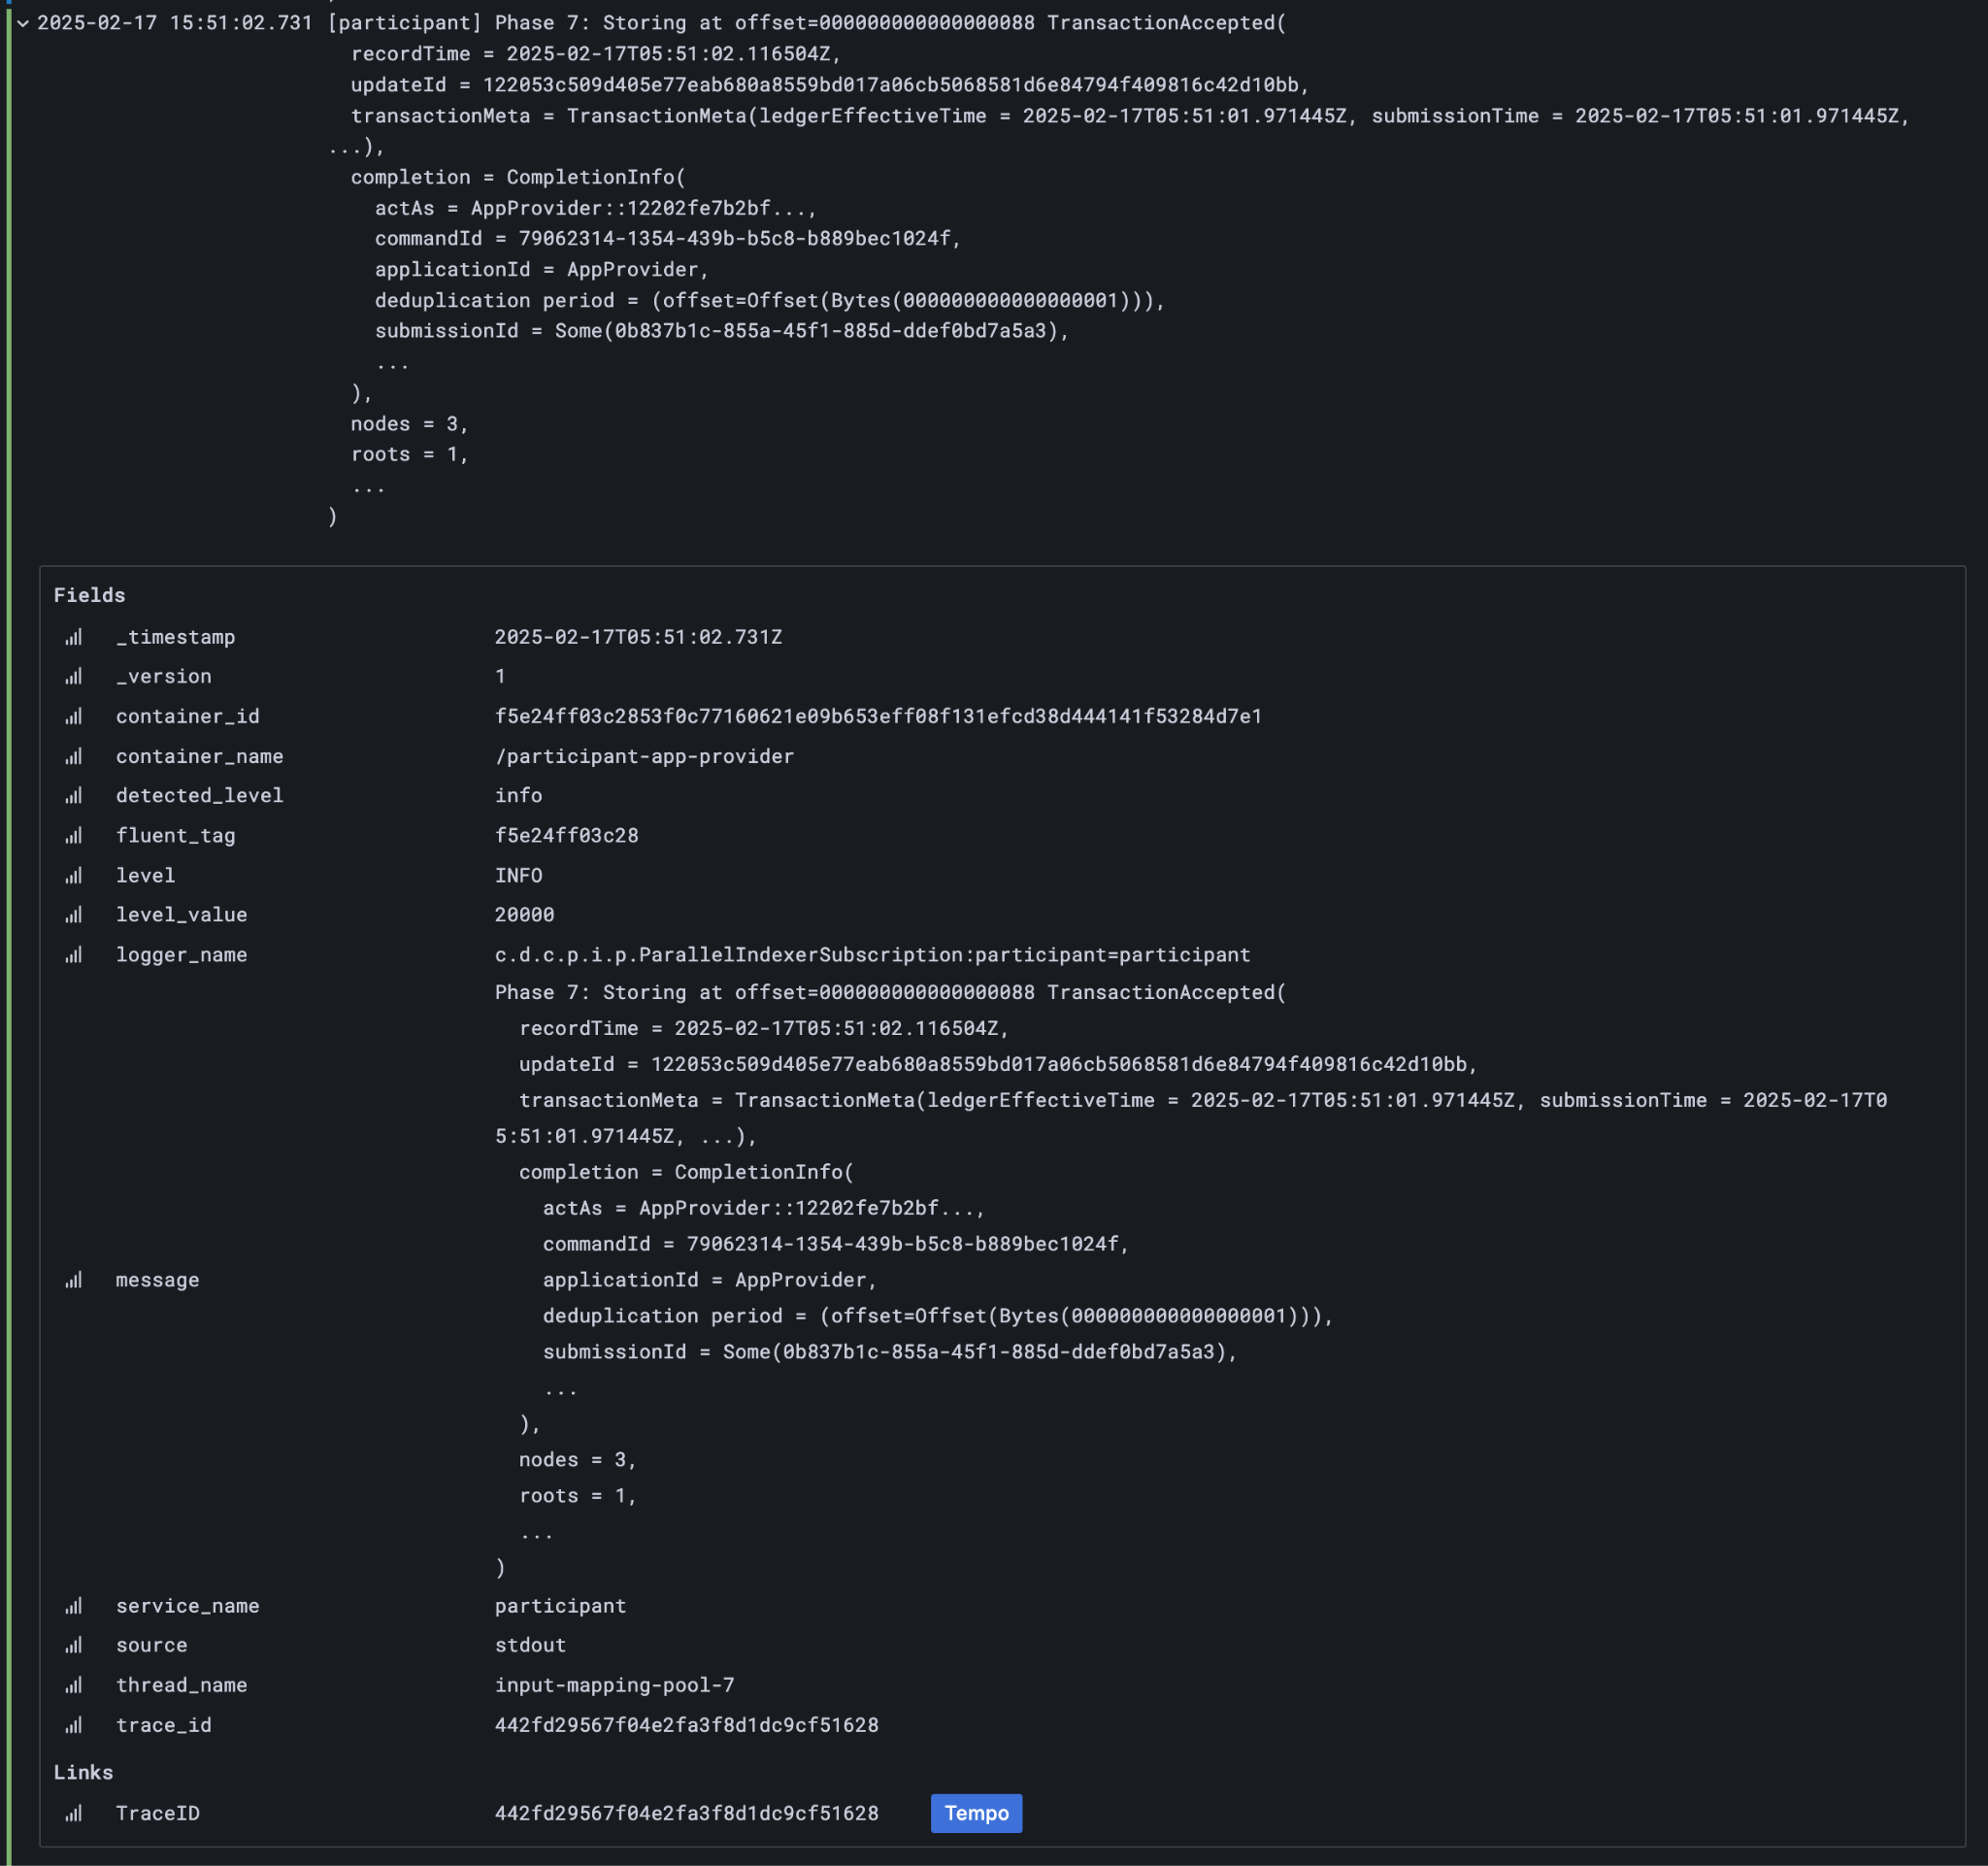 2025-02-17 15:51:02.731 [participant] Phase 7: Storing at offset=000000000000000088 TransactionAccepted(
recordTime = 2025-02-17T05:51:02.116504Z,
updateId = 122053c509d405e77eab680a8559bd017a06cb5068581d6e84794f409816c42d10bb,
transactionMeta = TransactionMeta(ledgerEffectiveTime = 2025-02-17T05:51:01.971445Z, submissionTime = 2025-02-17T05:51:01.971445Z,
...),
completion = CompletionInfo(
actAs = AppProvider::12202fe7b2bf...,
commandId = 79062314-1354-439b-b5c8-b889bec1024f,
applicationId = AppProvider,
deduplication period = (offset=Offset(Bytes(000000000000000001))),
submissionId = Some(0b837b1c-855a-45f1-885d-ddef0bd7a5a3),
...
),
nodes = 3,
roots = 1,
...
)
Fields
_timestamp 2025-02-17T05:51:02.731Z
_version 1
container_id f5e24ff03c2853f0c77160621e09b653eff08f131efcd38d444141f53284d7e1
container_name /participant-app-provider
detected_level info
fluent_tag f5e24ff03c28
level INFO
level_value 20000
logger_name c.d.c.p.i.p.ParallelIndexerSubscription:participant=participant
Phase 7: Storing at offset=000000000000000088 TransactionAccepted(
recordTime = 2025-02-17T05:51:02.116504Z,
updateId = 122053c509d405e77eab680a8559bd017a06cb5068581d6e84794f409816c42d10bb,
transactionMeta = TransactionMeta(ledgerEffectiveTime = 2025-02-17T05:51:01.971445Z, submissionTime = 2025-02-17T0
5:51:01.971445Z, ...),
completion = CompletionInfo(
actAs = AppProvider::12202fe7b2bf...,
commandId = 79062314-1354-439b-b5c8-b889bec1024f,
message applicationId = AppProvider,
deduplication period = (offset=Offset(Bytes(000000000000000001))),
submissionId = Some(0b837b1c-855a-45f1-885d-ddef0bd7a5a3),
...
),
nodes = 3,
roots = 1,
...
)
service_name participant
source stdout
thread_name input-mapping-pool-7
trace_id 442fd29567f04e2fa3f8d1dc9cf51628
Links
TraceID 442fd29567f04e2fa3f8d1dc9cf51628 Tempo